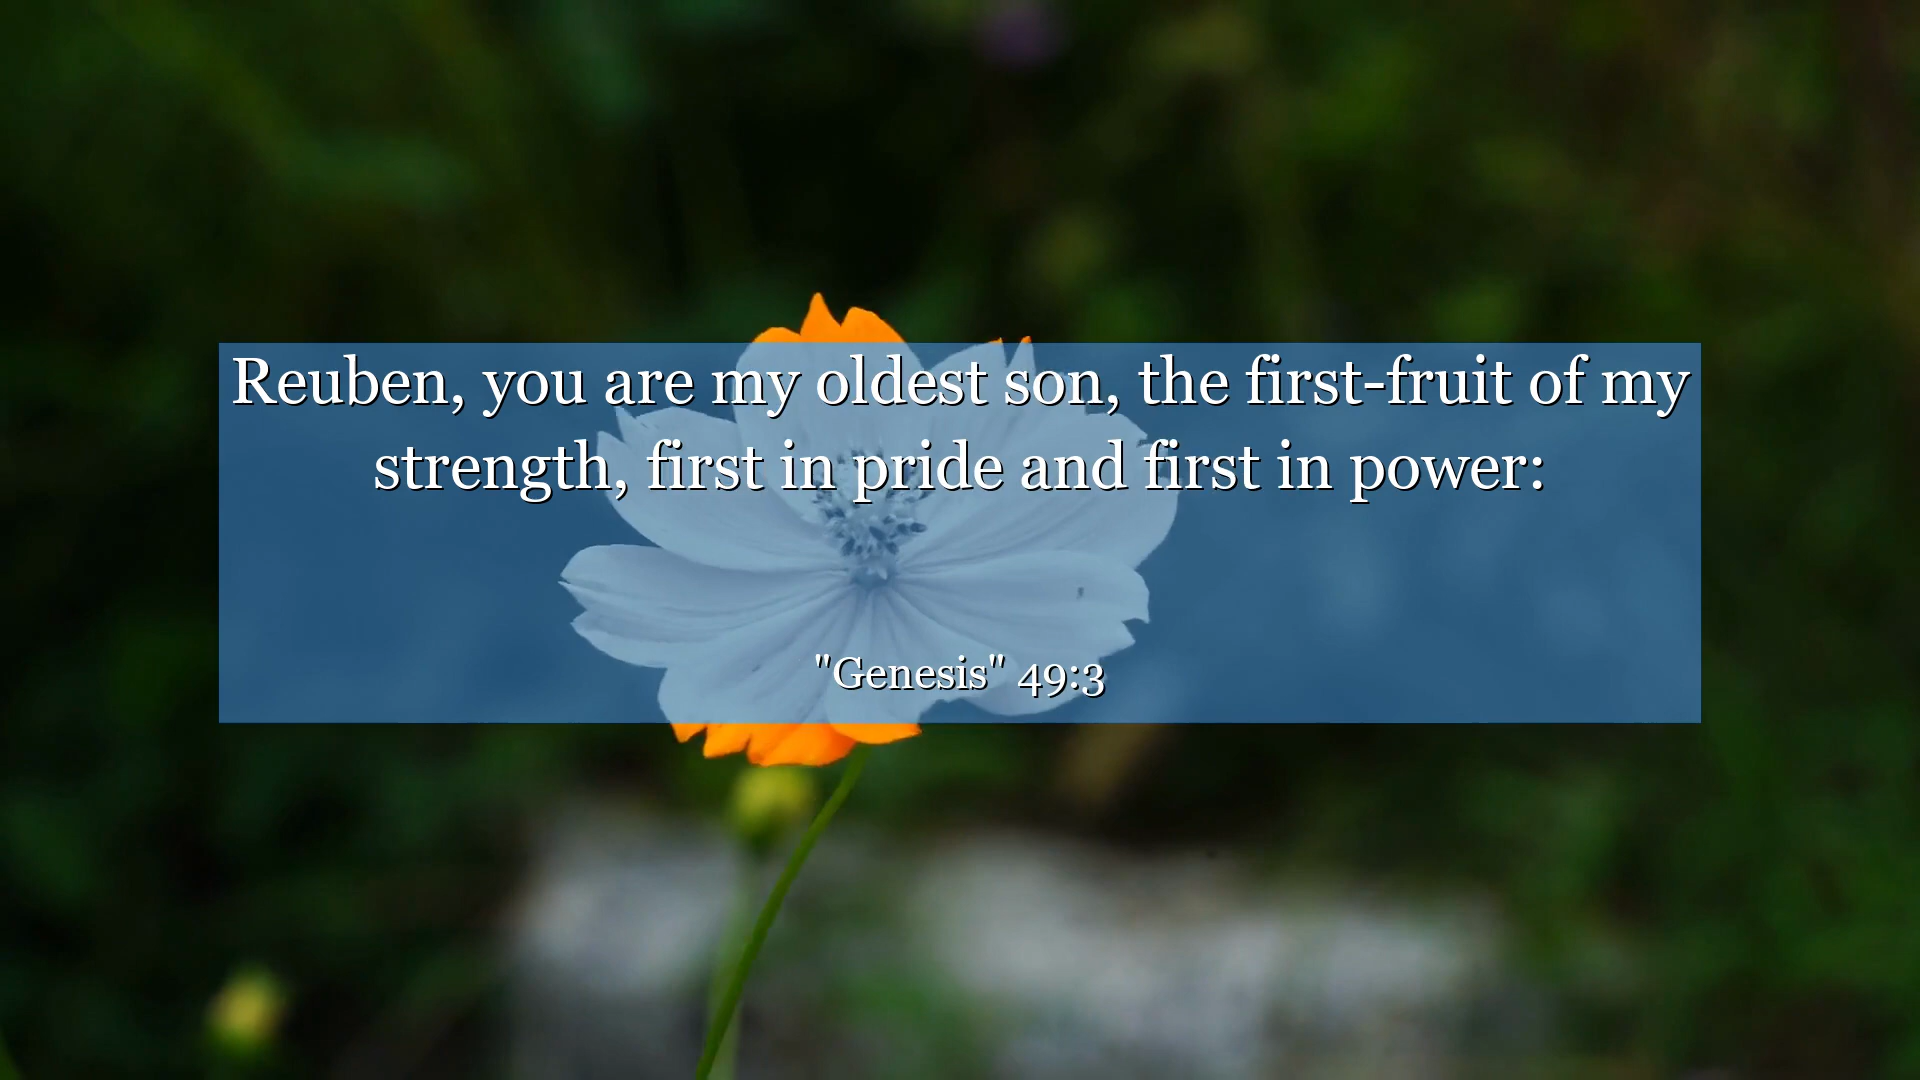 Reuben, you are my oldest son, the first-fruit of my
strength, first in pride and first in power:
"Genesis" 49:3